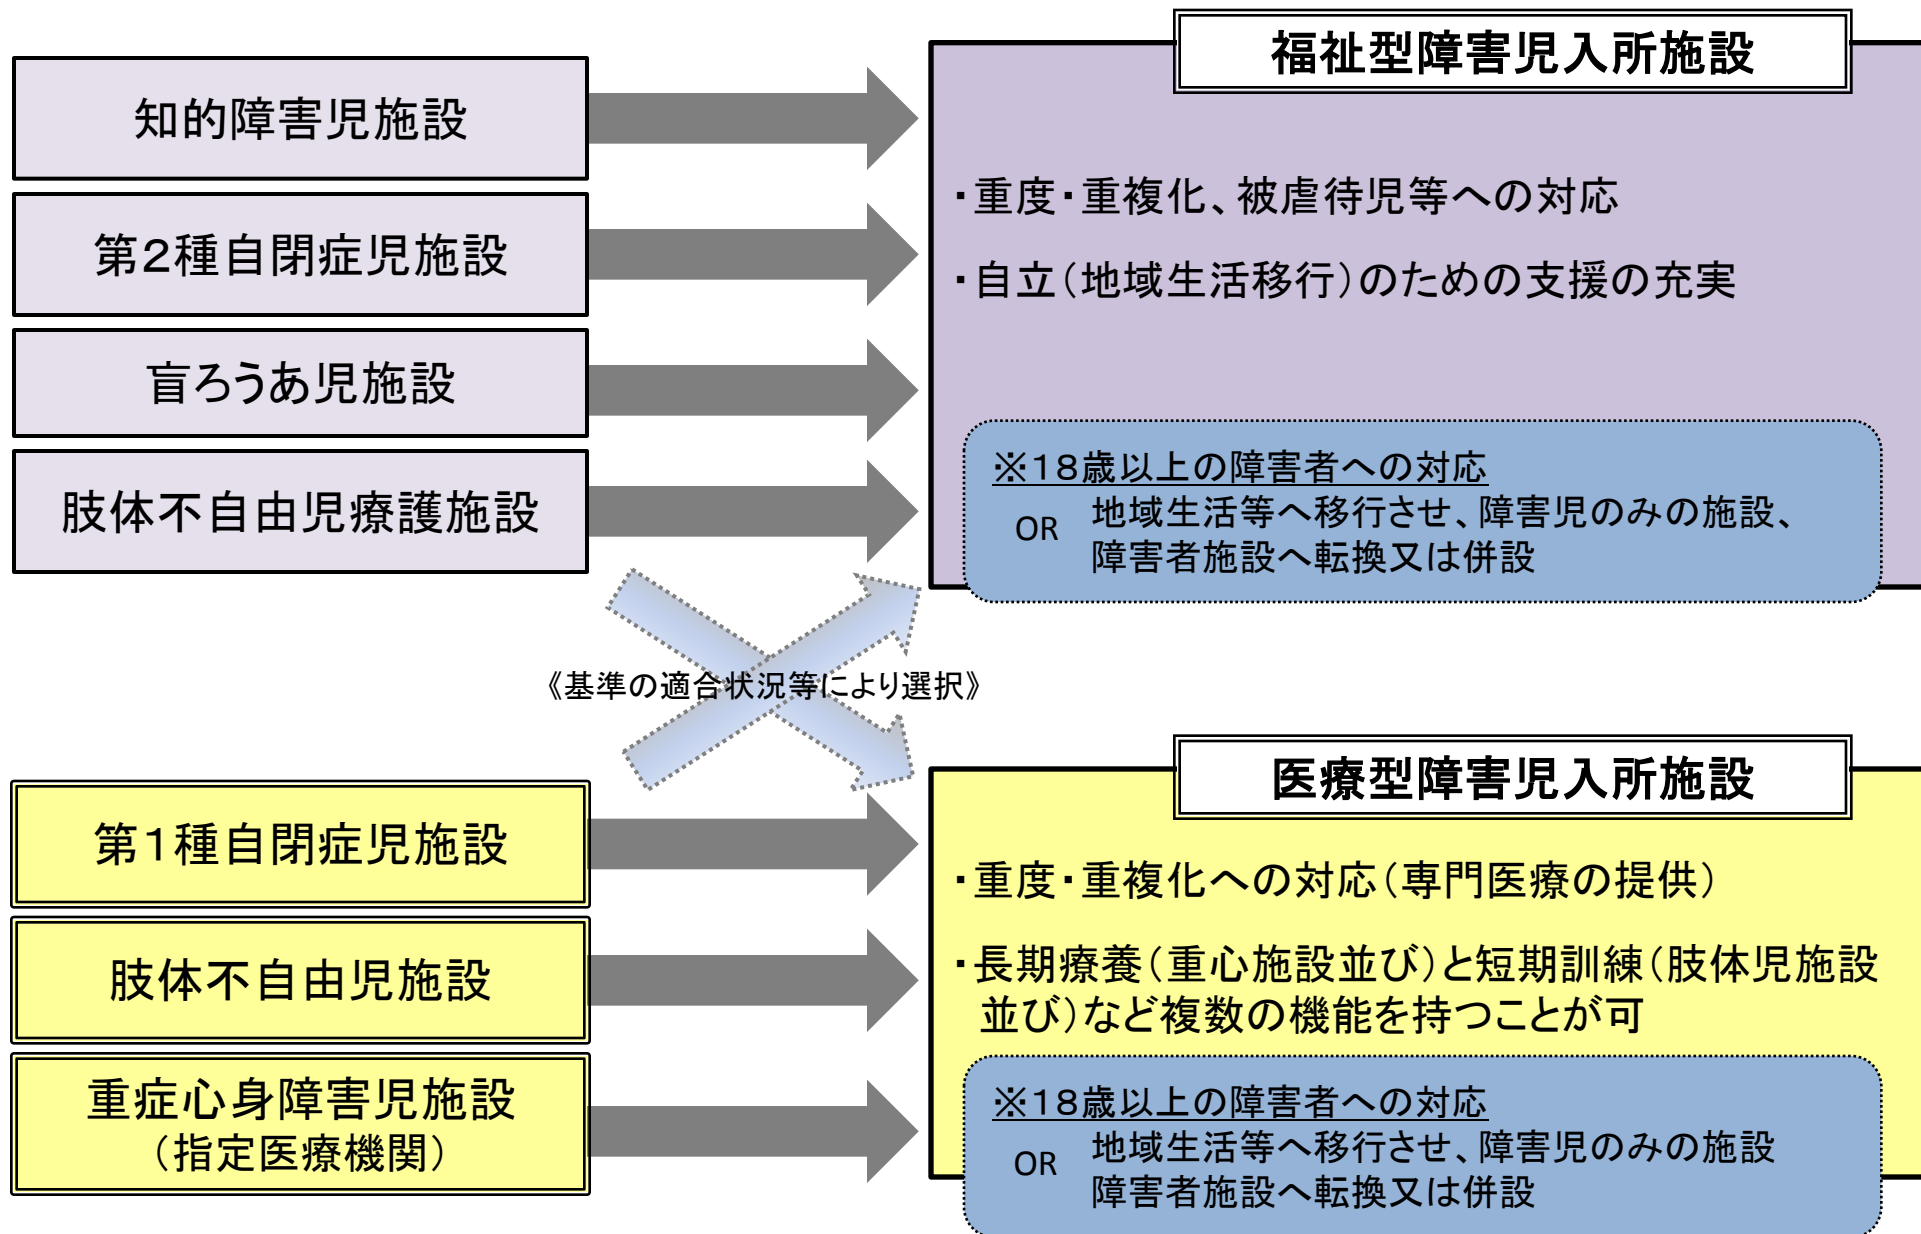 知的障害児施設
第2種自閉症児施設
盲ろうあ児施設
肢体不自由児療護施設
福祉型障害児入所施設
・重度・重複化、被虐待児等への対応
・自立(地域生活移行)のための支援の充実
※18歳以上の障害者への対応
地域生活等へ移行させ、障害児のみの施設、
OR
障害者施設へ転換又は併設
《基準の適合状況等により選択》
第1種自閉症児施設
肢体不自由児施設
重症心身障害児施設
(指定医療機関)
医療型障害児入所施設
・重度・重複化への対応(専門医療の提供)
・長期療養(重心施設並び)と短期訓練(肢体児施設
並び)など複数の機能を持つことが可
※18歳以上の障害者への対応
地域生活等へ移行させ、障害児のみの施設
OR
障害者施設へ転換又は併設